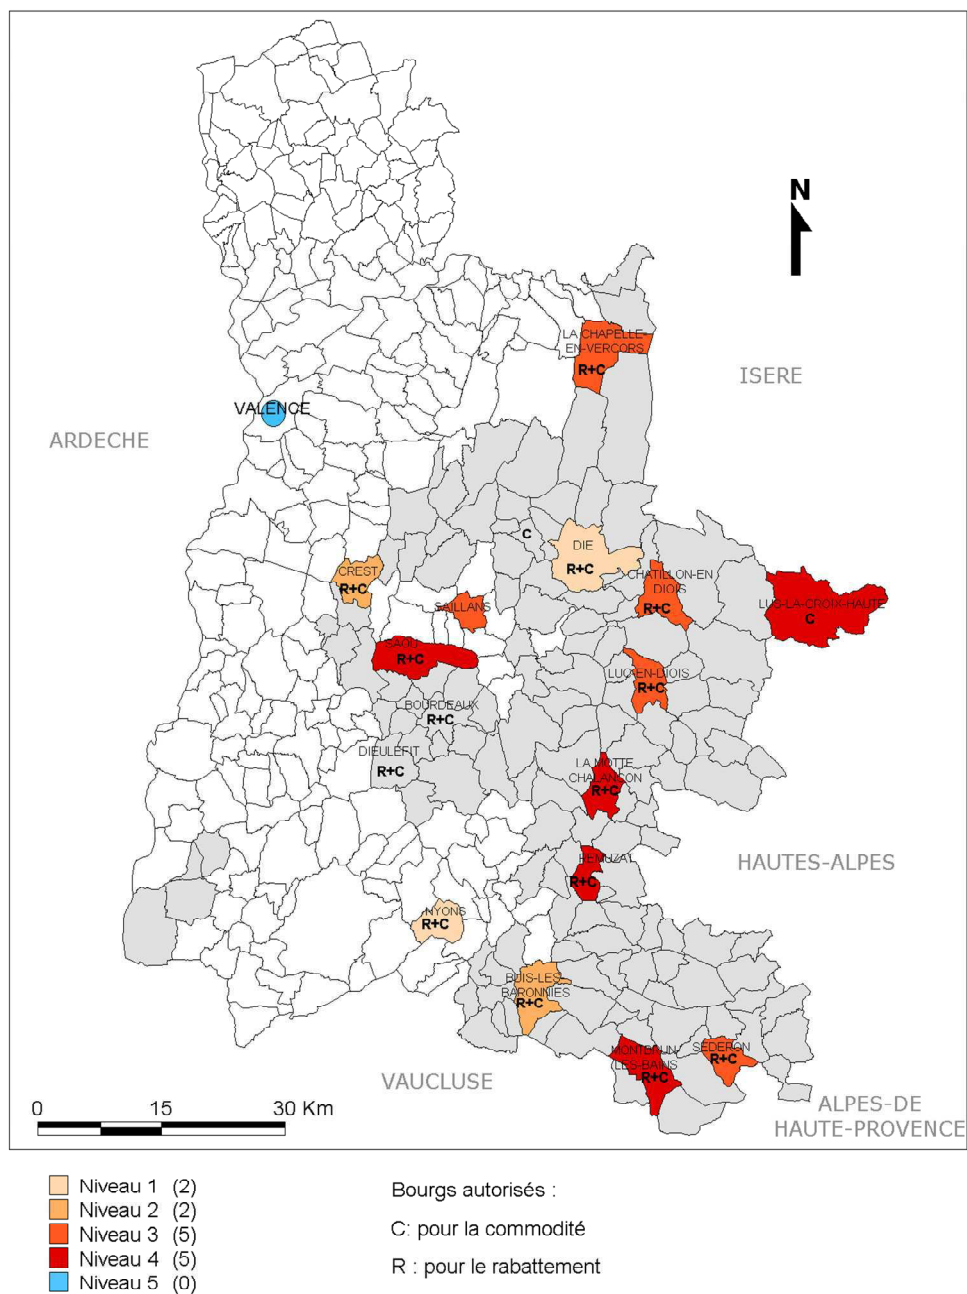 N
LA CHAPELLE-
EN-VERCORS
R+C
ISERE
VALENCE
ARDECHE
C
DIE
R+C
CREST
R+C
CHATILLON-EN
DIOIS
R+C
LUS-LA-CROIX-HAUTE
C
SAILLANS
SAOU
R+C
LUC-EN-DIOIS
R+C
BOURDEAUX
R+C
DIEULEFIT
R+C
LA MOTTE
CHALANCON
R+C
HAUTES-ALPES
REMUZAT
R+C
NYONS
R+C
BUIS-LES-
BARONNIES
R+C
MONTBRUN
LES-BAINS
R+C
SEDERON
R+C
VAUCLUSE
ALPES-DE
HAUTE-PROVENCE
0 15 30 Km
Niveau 1 (2)
Niveau 2 (2)
Niveau 3 (5)
Niveau 4 (5)
Niveau 5 (0)
Bourgs autorisés :
C: pour la commodité
R : pour le rabattement